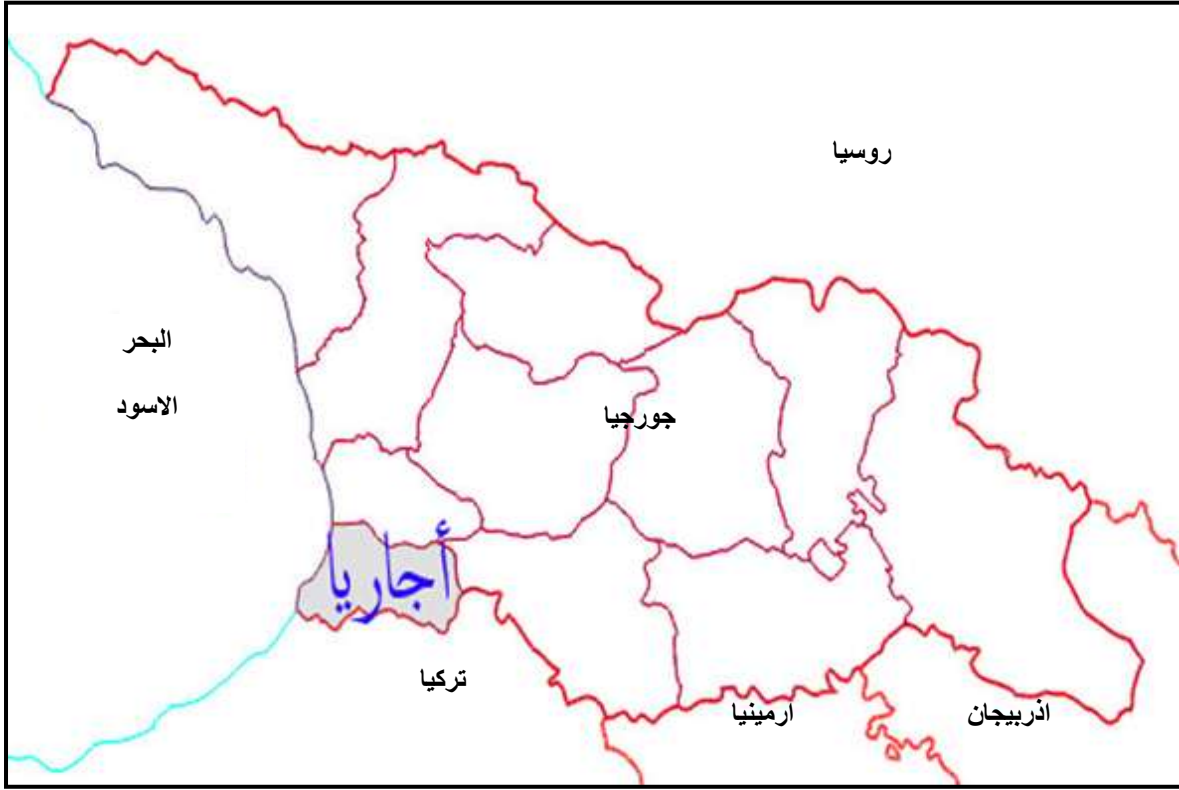 روسيا
البحر
الاسود
جورجيا
أجاريا
تركيا
ارمينيا
اذربيجان